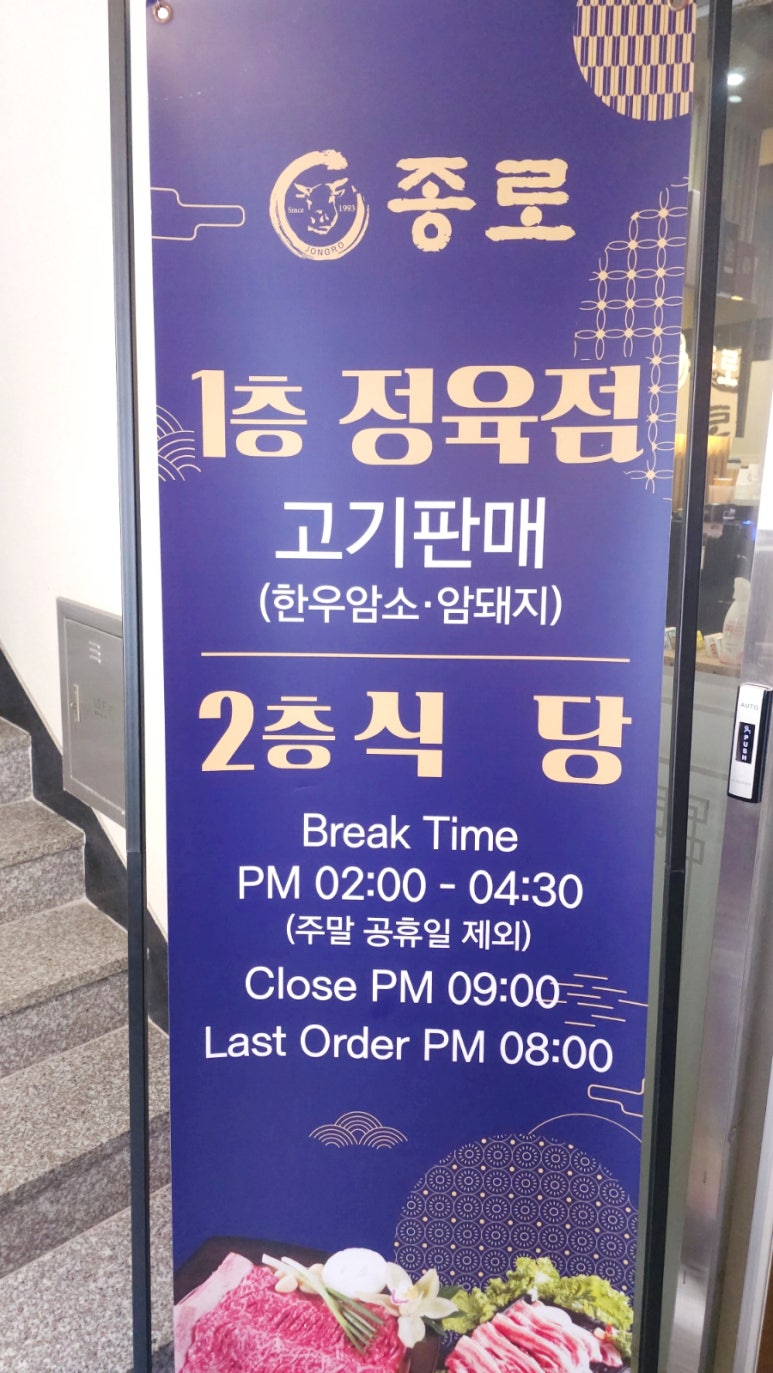 Since 1993
JONGRO
종로
1층 정육점
고기판매
(한우암소·암돼지)
2층 식 당
Break Time
PM 02:00 - 04:30
(주말 공휴일 제외)
Close PM 09:00
Last Order PM 08:00
AUTO
PUSH